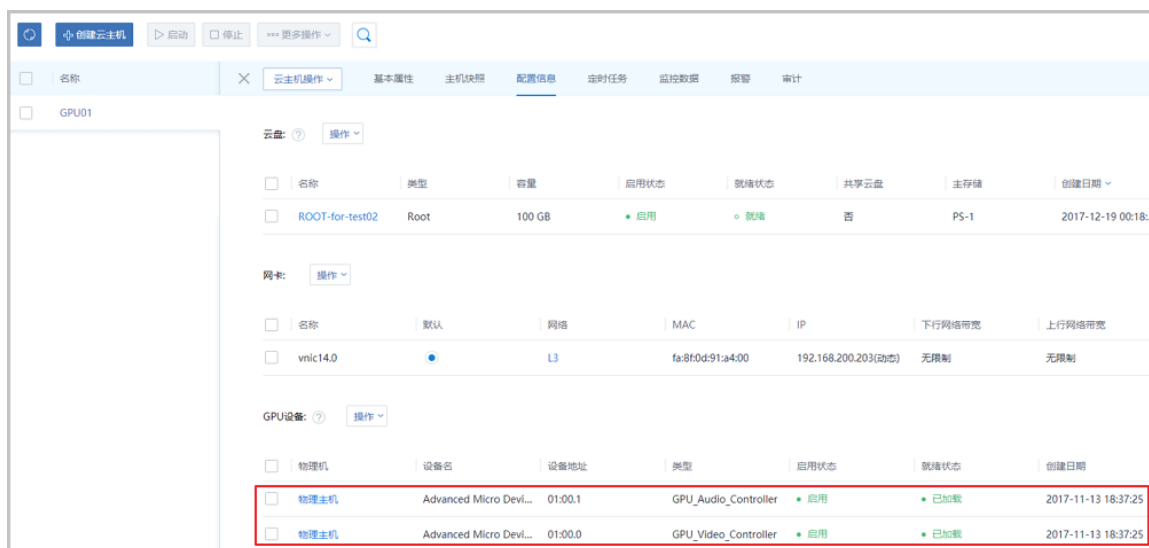 创建云主机 启动 停止 更多操作
名称 云主机操作 基本属性 主机快照 配置信息 定时任务 监控数据 报警 审计
GPU01
云盘: ? 操作
名称 类型 容量 启用状态 就绪状态 共享云盘 主存储 创建日期
ROOT-for-test02 Root 100 GB 启用 就绪 否 PS-1 2017-12-19 00:18:
网卡: 操作
名称 默认 网络 MAC IP 下行网络带宽 上行网络带宽
vnic14.0 L3 fa:8f:0d:91:a4:00 192.168.200.203(动态) 无限制 无限制
GPU设备: ? 操作
物理机 设备名 设备地址 类型 启用状态 就绪状态 创建日期
物理主机 Advanced Micro Devi... 01:00.1 GPU_Audio_Controller 启用 已加载 2017-11-13 18:37:25
物理主机 Advanced Micro Devi... 01:00.0 GPU_Video_Controller 启用 已加载 2017-11-13 18:37:25